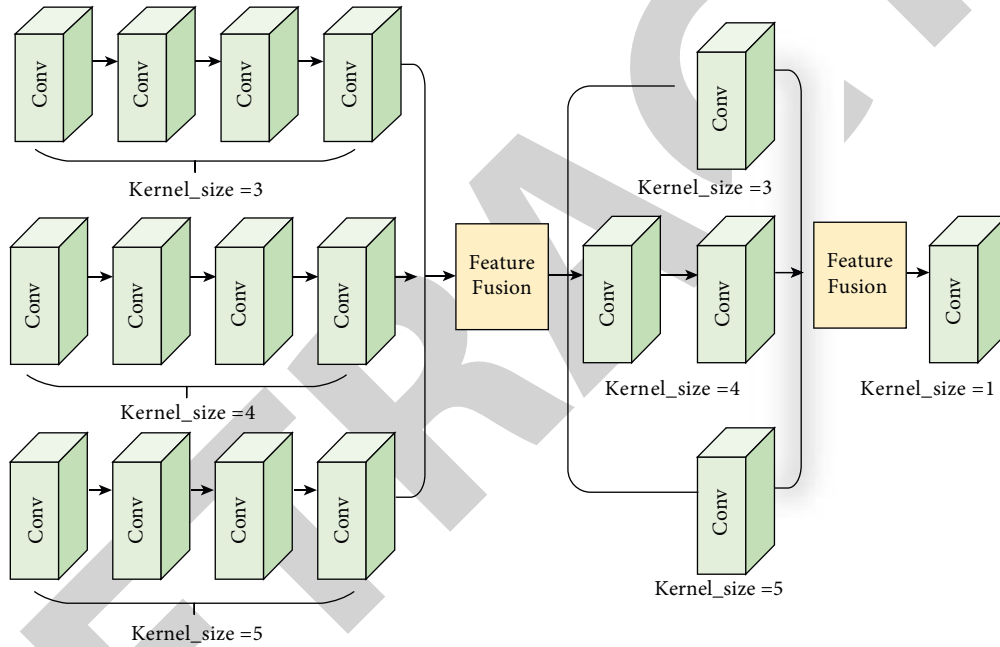 Conv
Conv
Conv
Conv
Kernel_size =3
Conv
Conv
Conv
Conv
Kernel_size =4
Conv
Conv
Conv
Conv
Kernel_size =5
Feature
Fusion
Conv
Kernel_size =3
Conv
Conv
Kernel_size =4
Conv
Kernel_size =5
Feature
Fusion
Conv
Kernel_size =1